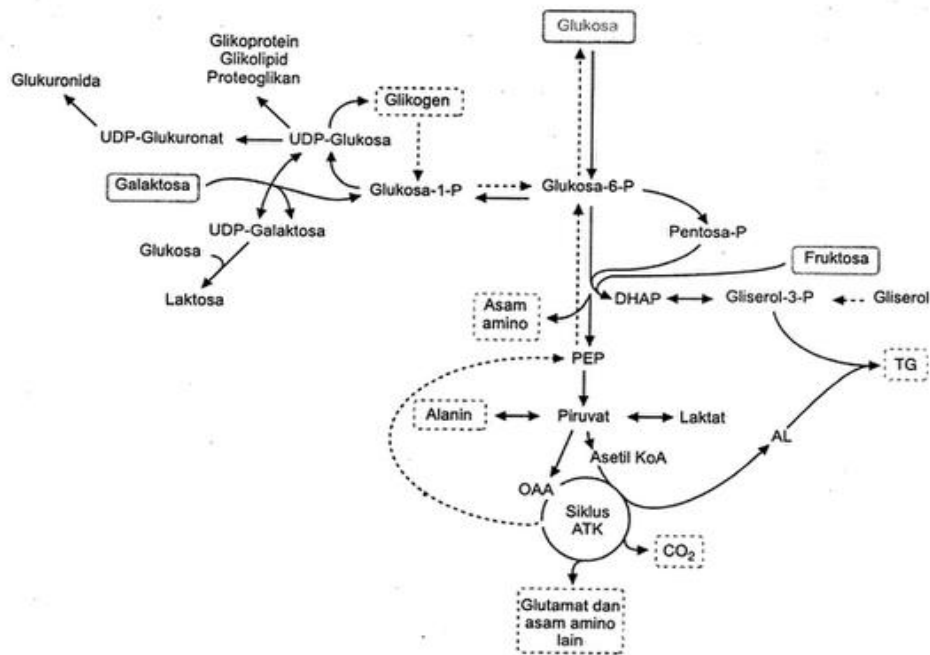 Glukosa
Glikoprotein
Glikolipid
Proteoglikan
Glukuronida
Glikogen
UDP-Glukuronat
UDP-Glukosa
Galaktosa
Glukosa-1-P
Glukosa-6-P
UDP-Galaktosa
Pentosa-P
Glukosa
Fruktosa
Laktosa
Asam
amino
DHAP
Gliserol-3-P
Gliserol
PEP
TG
Alanin
Piruvat
Laktat
AL
Asetil KoA
OAA
Siklus
ATK
CO₂
Glutamat dan
asam amino
lain